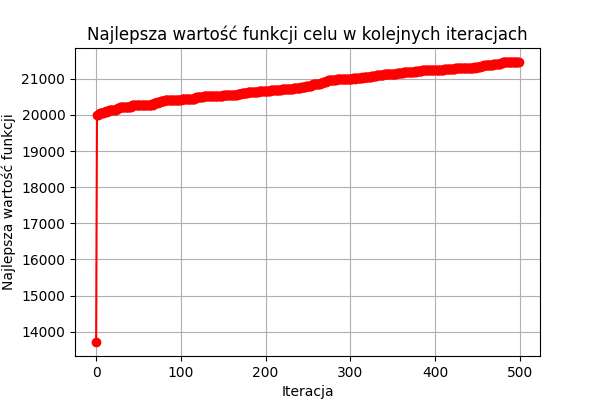 Najlepsza wartość funkcji celu w kolejnych iteracjach
Najlepsza wartość funkcji
21000
20000
19000
18000
17000
16000
15000
14000
0 100 200 300 400 500
Iteracja